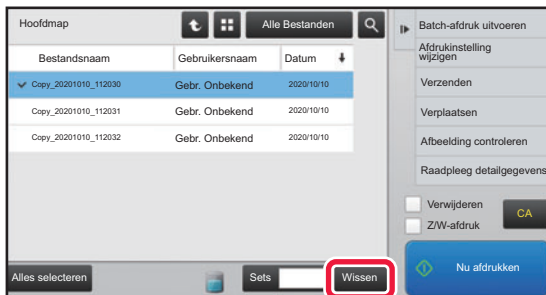 Hoofdmap
Alle Bestanden
Bestandsnaam Gebruikersnaam Datum
Copy_20201010_112030 Gebr. Onbekend 2020/10/10
Copy_20201010_112031 Gebr. Onbekend 2020/10/10
Copy_20201010_112032 Gebr. Onbekend 2020/10/10
Alles selecteren
Sets
Wissen
Batch-afdruk uitvoeren
Afdrukinstelling
wijzigen
Verzenden
Verplaatsen
Afbeelding controleren
Raadpleeg detailgegevens
Verwijderen
Z/W-afdruk
CA
Nu afdrukken